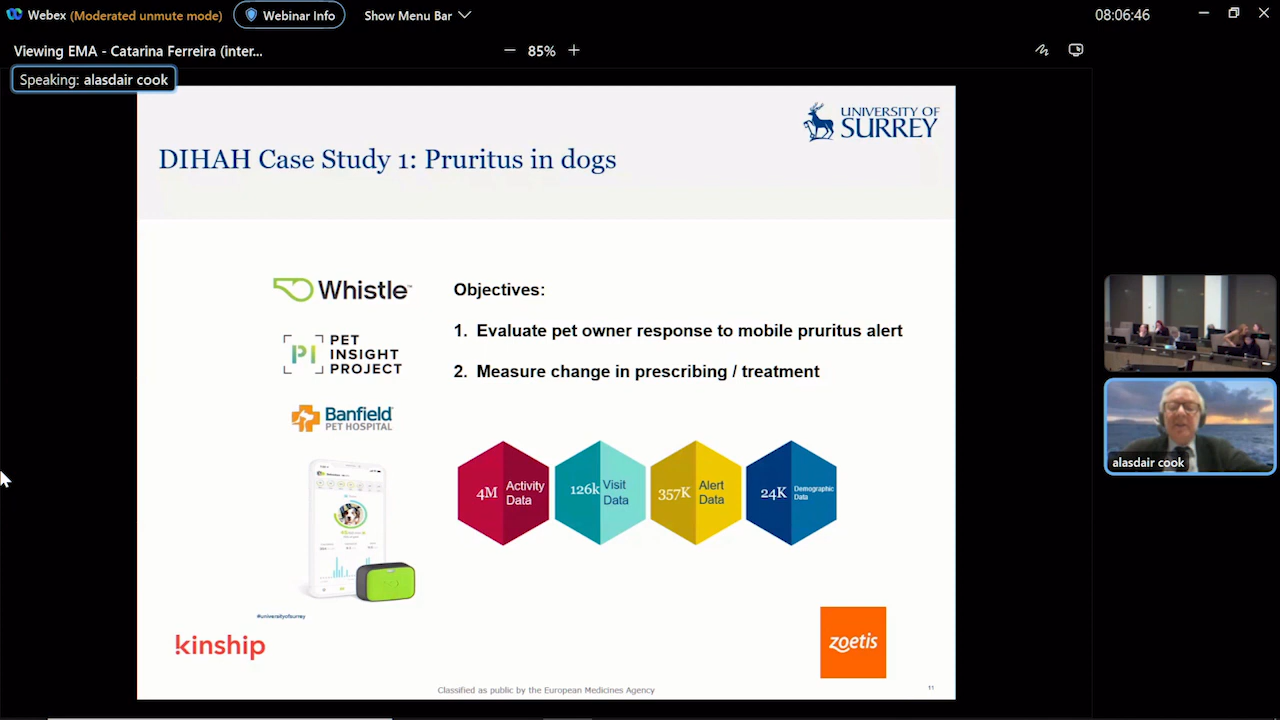 Webex (Moderated unmute mode) Webinar Info Show Menu Bar 08:06:46
Viewing EMA - Catarina Ferreira (inter... 85%
Speaking: alasdair cook
UNIVERSITY OF
SURREY
DIHAH Case Study 1: Pruritus in dogs
Whistle™
PET
INSIGHT
PROJECT
PI
Banfield
PET HOSPITAL
Objectives:
1. Evaluate pet owner response to mobile pruritus alert
2. Measure change in prescribing / treatment
4M Activity
Data
126k Visit
Data
357K Alert
Data
24K Demographic
Data
#universityofsurrey
kinship
zoetis
Classified as public by the European Medicines Agency
11
alasdair cook